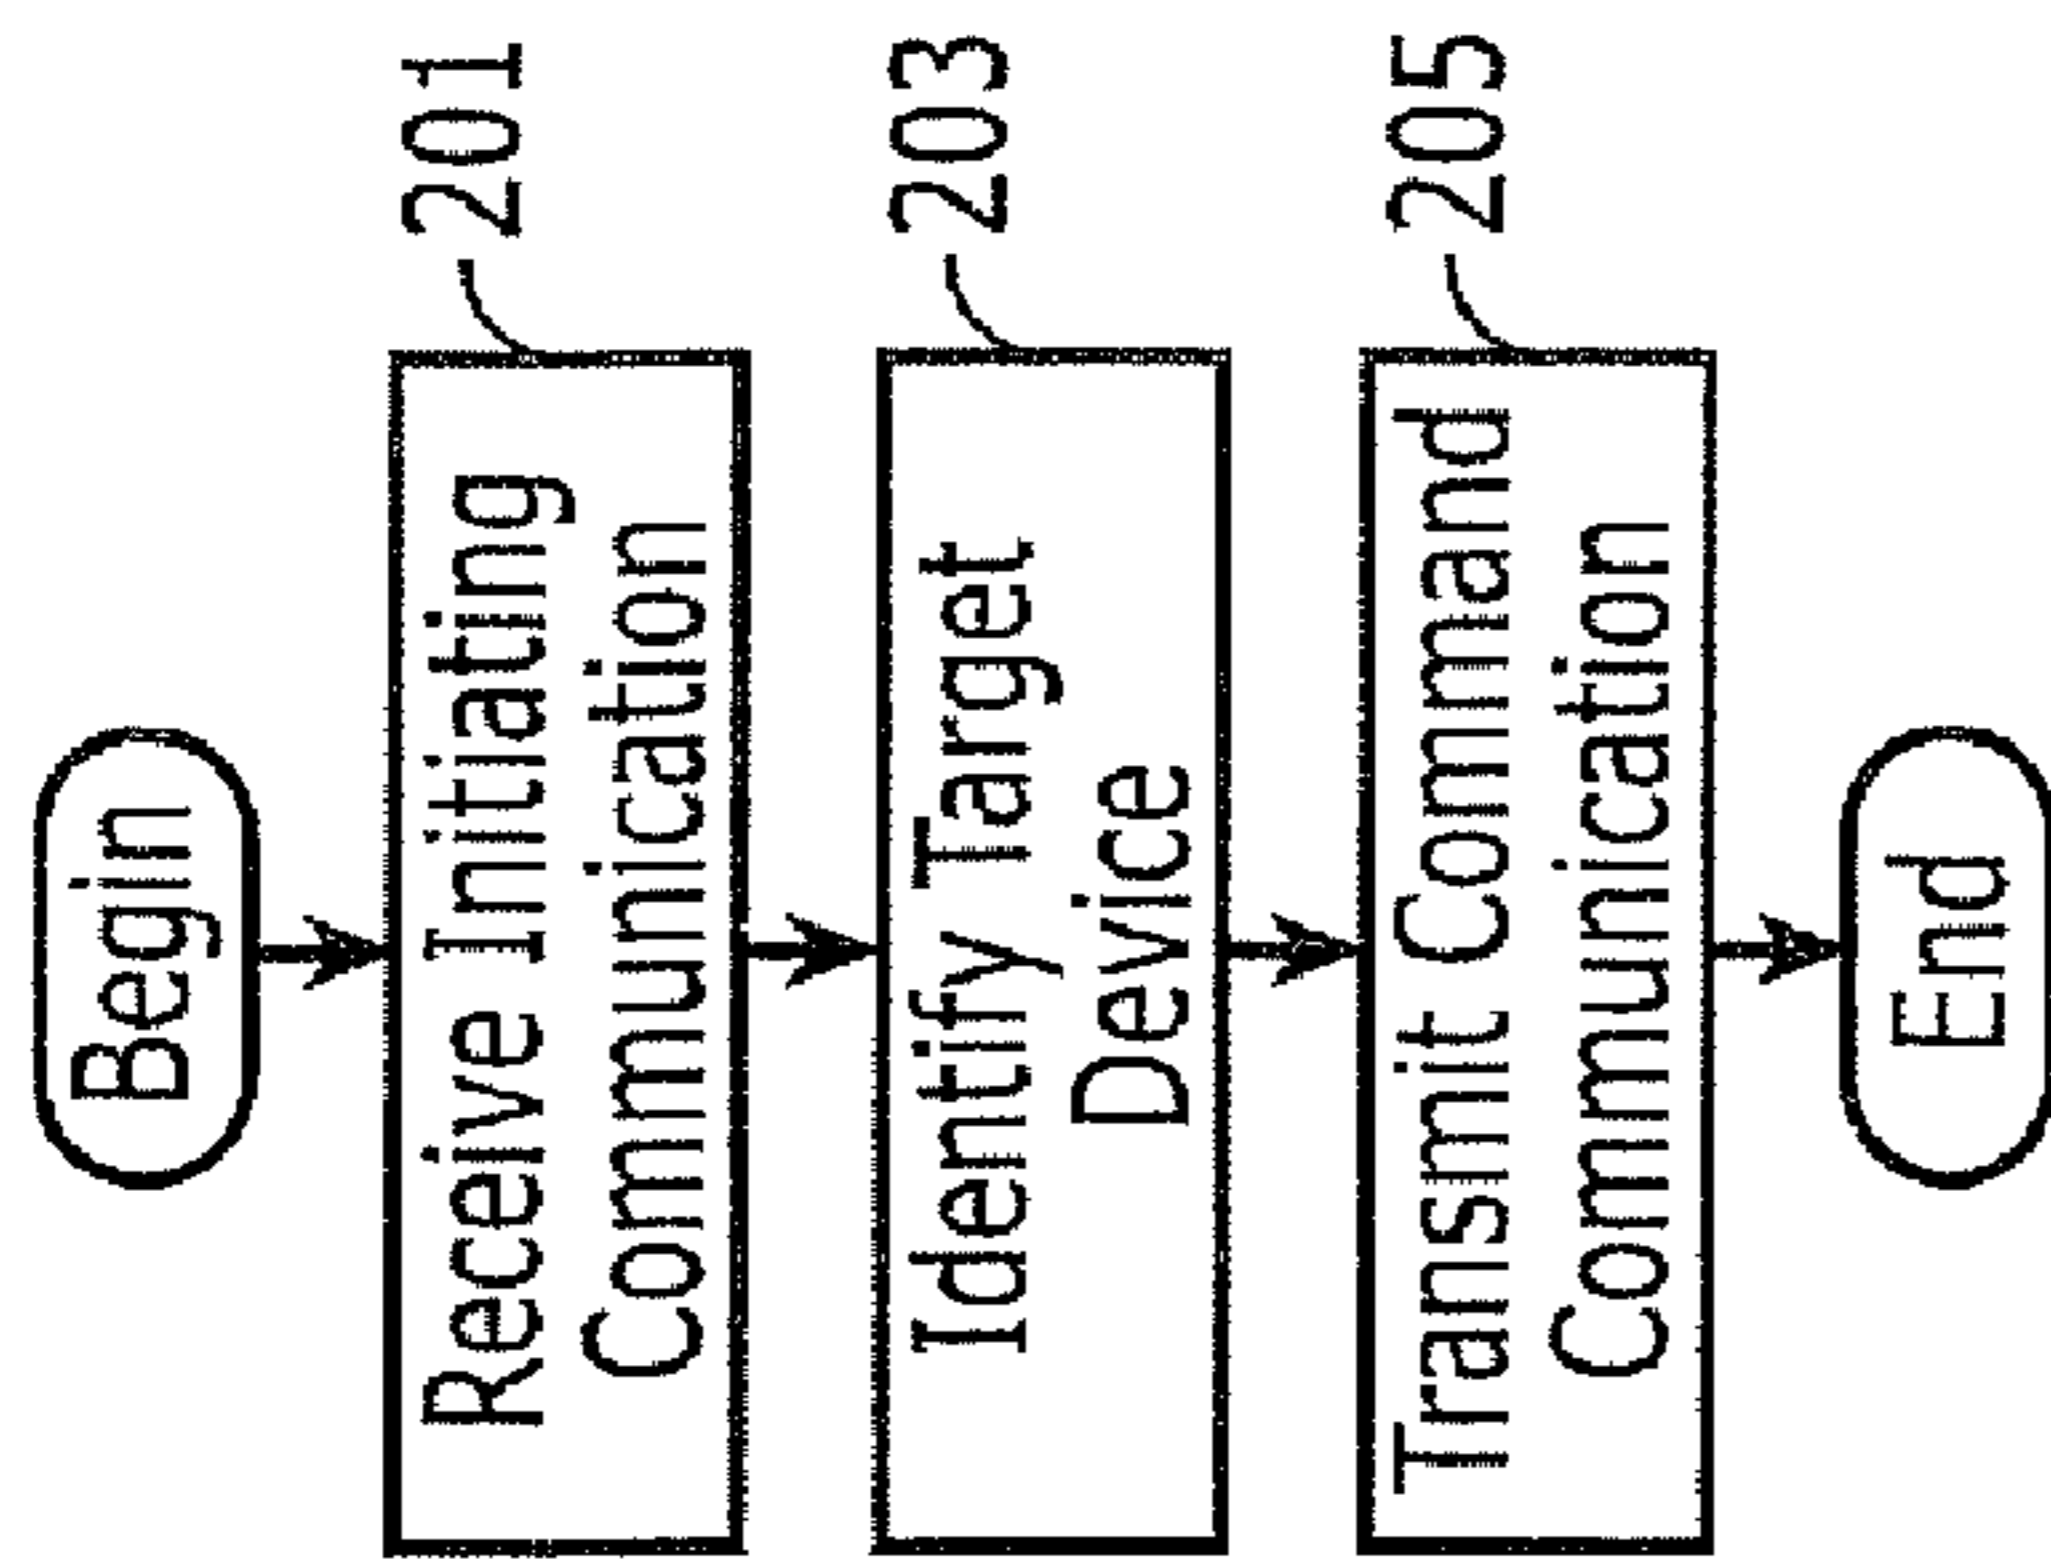 Begin
201
Receive Initiating
Communication
203
Identify Target
Device
205
Transmit Command
Communication
End